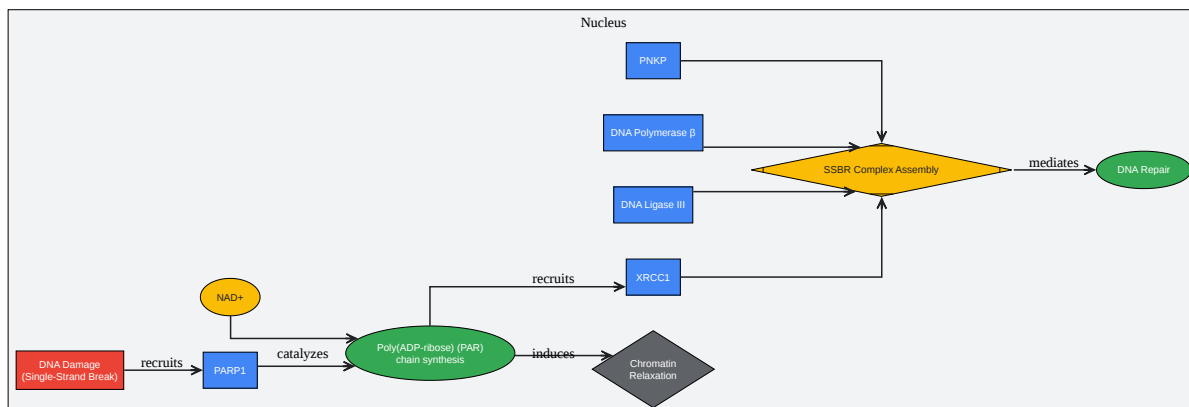 Nucleus
PNKP
DNA Polymerase β
SSBR Complex Assembly
mediates
DNA Repair
DNA Ligase III
recruits
XRCC1
NAD+
Poly(ADP-ribose) (PAR)
chain synthesis
catalyzes
induces
DNA Damage
(Single-Strand Break)
recruits
PARP1
Chromatin
Relaxation